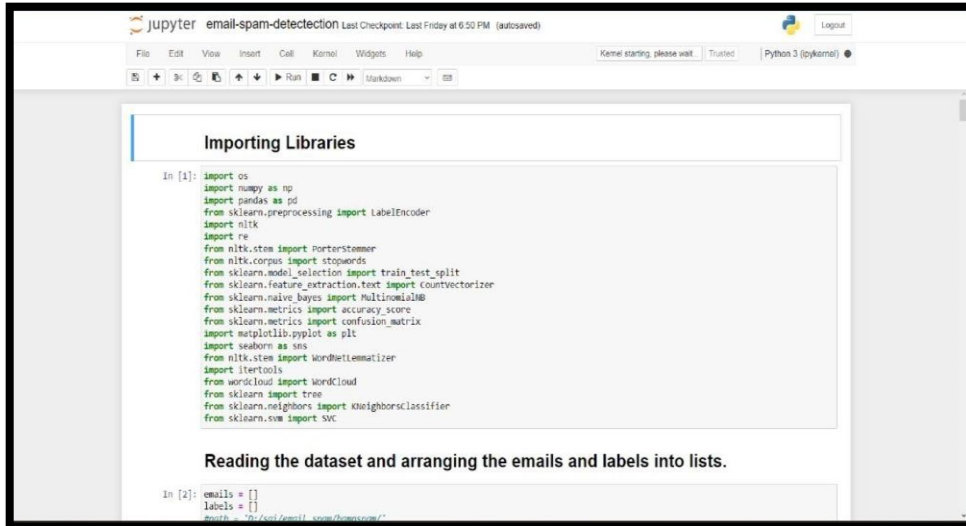 jupyter email-spam-detectection Last Checkpoint: Last Friday at 6:50 PM (autosaved)
Logout
File Edit View Insert Cell Kernel Widgets Help
Kernel starting, please wait... Trusted Python 3 (ipykernel)
Run Markdown
Importing Libraries
In [1]: import os
import numpy as np
import pandas as pd
from sklearn.preprocessing import LabelEncoder
import nltk
import re
from nltk.stem import PorterStemmer
from nltk.corpus import stopwords
from sklearn.model_selection import train_test_split
from sklearn.feature_extraction.text import CountVectorizer
from sklearn.naive_bayes import MultinomialNB
from sklearn.metrics import accuracy_score
from sklearn.metrics import confusion_matrix
import matplotlib.pyplot as plt
import seaborn as sns
from nltk.stem import WordNetLemmatizer
import itertools
from wordcloud import WordCloud
from sklearn import tree
from sklearn.neighbors import KNeighborsClassifier
from sklearn.svm import SVC
Reading the dataset and arranging the emails and labels into lists.
In [2]: emails = []
labels = []